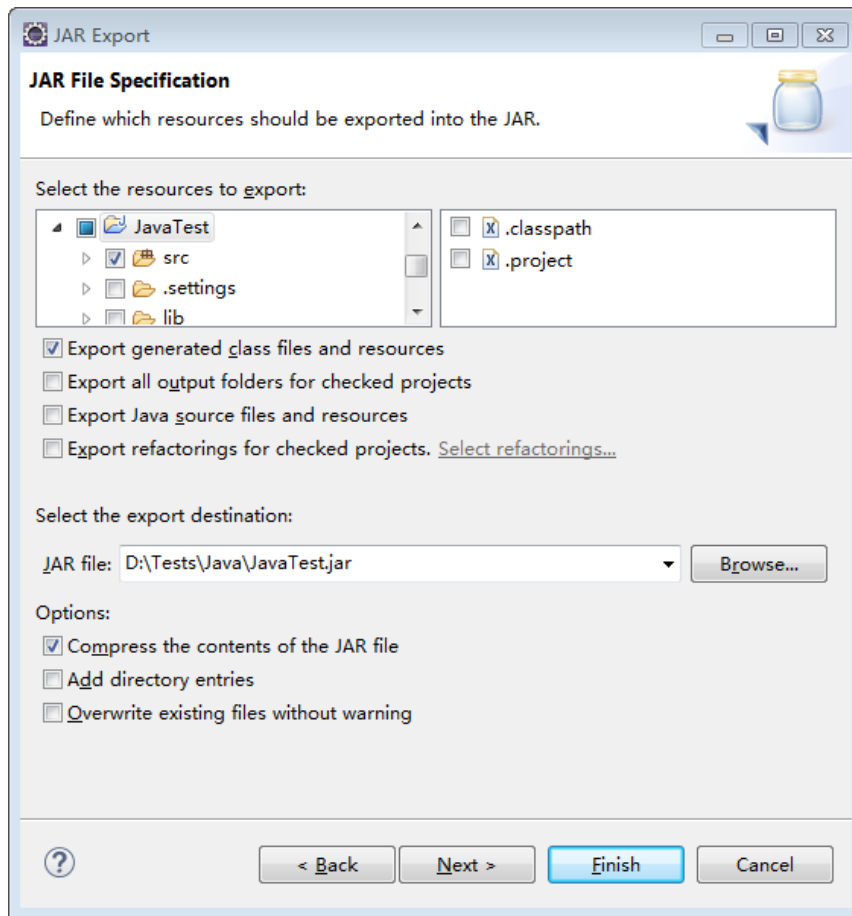 JAR Export
JAR File Specification
Define which resources should be exported into the JAR.
Select the resources to export:
JavaTest
src
.settings
lib
.classpath
.project
Export generated class files and resources
Export all output folders for checked projects
Export Java source files and resources
Export refactorings for checked projects. Select refactorings...
Select the export destination:
JAR file: D:\Tests\Java\JavaTest.jar Browse...
Options:
Compress the contents of the JAR file
Add directory entries
Overwrite existing files without warning
? < Back Next > Finish Cancel